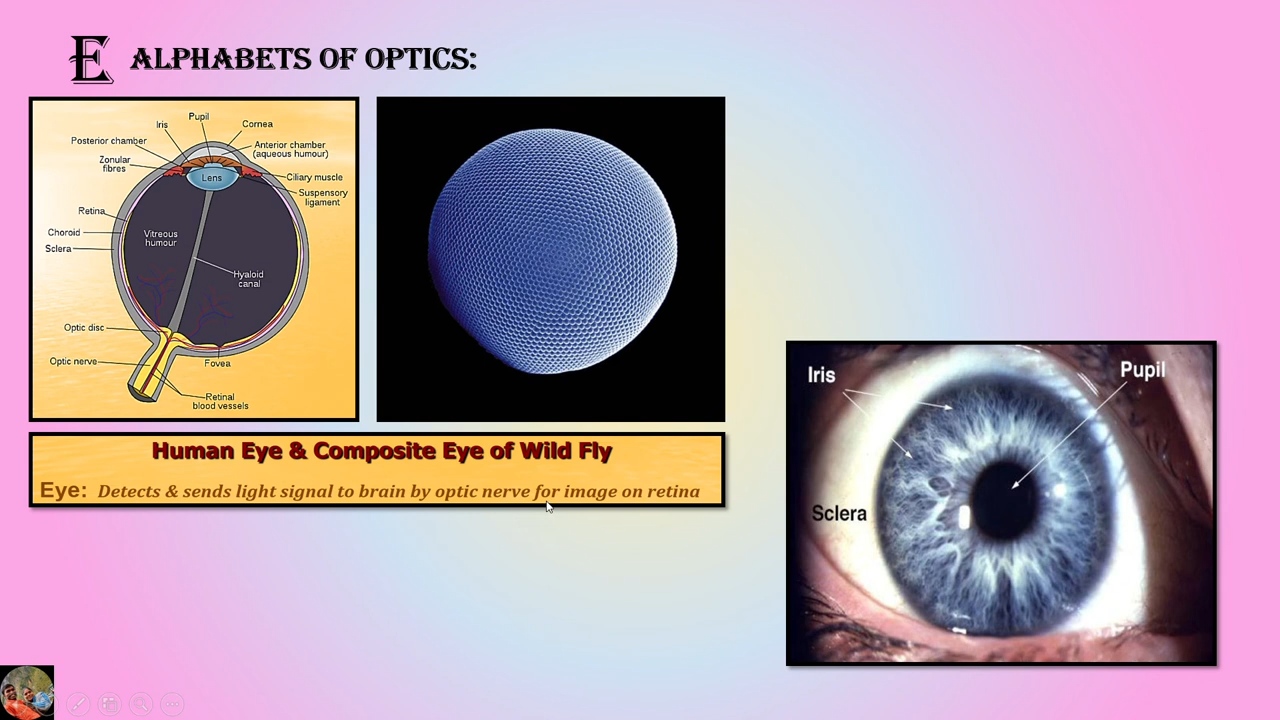 E ALPHABETS OF OPTICS:
Pupil
Iris
Cornea
Posterior chamber
Anterior chamber
(aqueous humour)
Zonular
fibres
Lens
Ciliary muscle
Suspensory
ligament
Retina
Choroid
Sclera
Vitreous
humour
Hyaloid
canal
Optic disc
Optic nerve
Fovea
Retinal
blood vessels
Human Eye & Composite Eye of Wild Fly
Eye: Detects & sends light signal to brain by optic nerve for image on retina
Iris
Pupil
Sclera